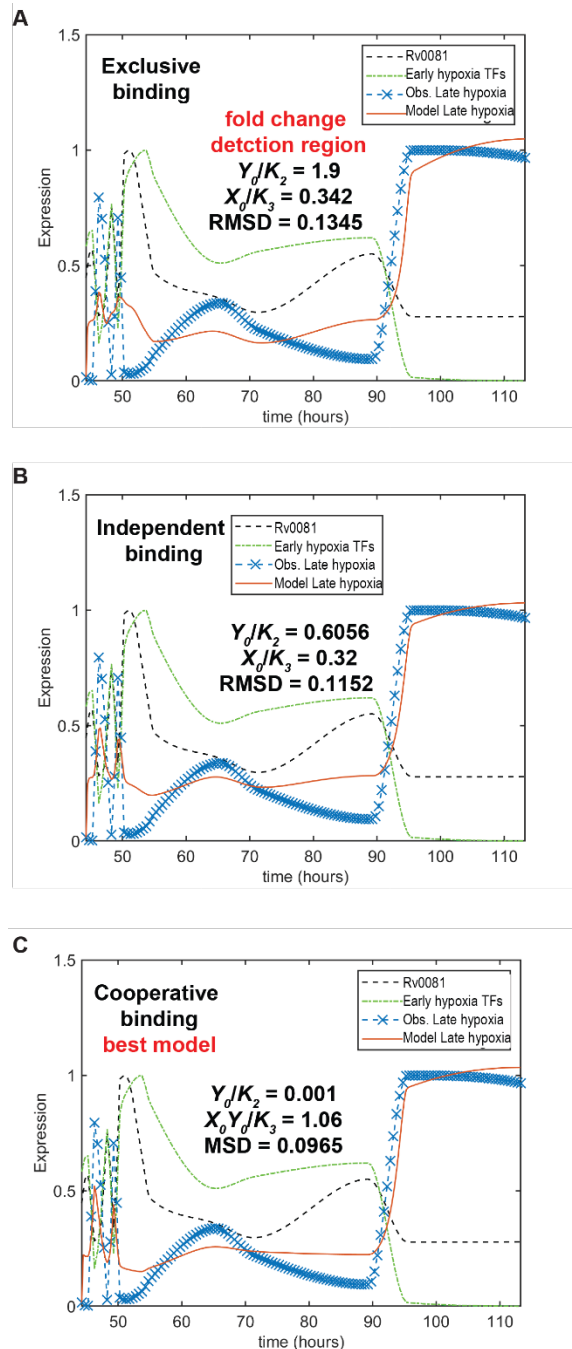 A
1.5
Exclusive
binding
Rv0081
Early hypoxia TFs
Obs. Late hypoxia
Model Late hypoxia
fold change
detction region
Y0/K2 = 1.9
X0/K3 = 0.342
RMSD = 0.1345
1
0.5
0
Expression
50 60 70 80 90 100 110
time (hours)
B
1.5
Independent
binding
Rv0081
Early hypoxia TFs
Obs. Late hypoxia
Model Late hypoxia
Y0/K2 = 0.6056
X0/K3 = 0.32
RMSD = 0.1152
1
0.5
0
Expression
50 60 70 80 90 100 110
time (hours)
C
1.5
Cooperative
binding
best model
Rv0081
Early hypoxia TFs
Obs. Late hypoxia
Model Late hypoxia
Y0/K2 = 0.001
X0Y0/K3 = 1.06
MSD = 0.0965
1
0.5
0
Expression
50 60 70 80 90 100 110
time (hours)